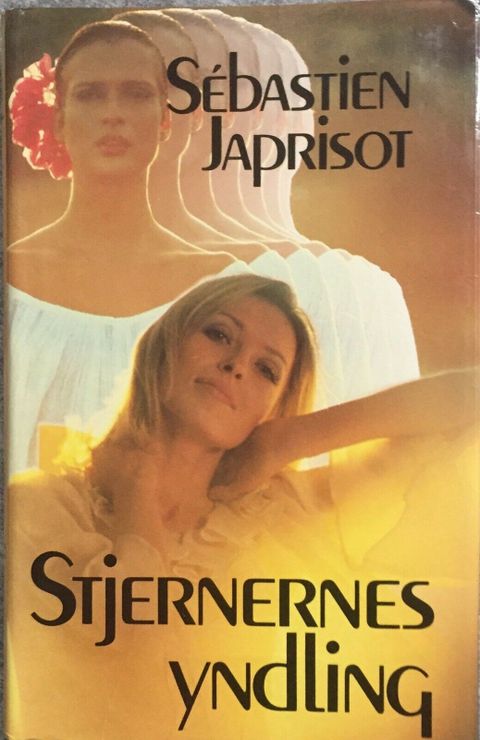 Sébastien
Japrisot
Stjernernes
yndling